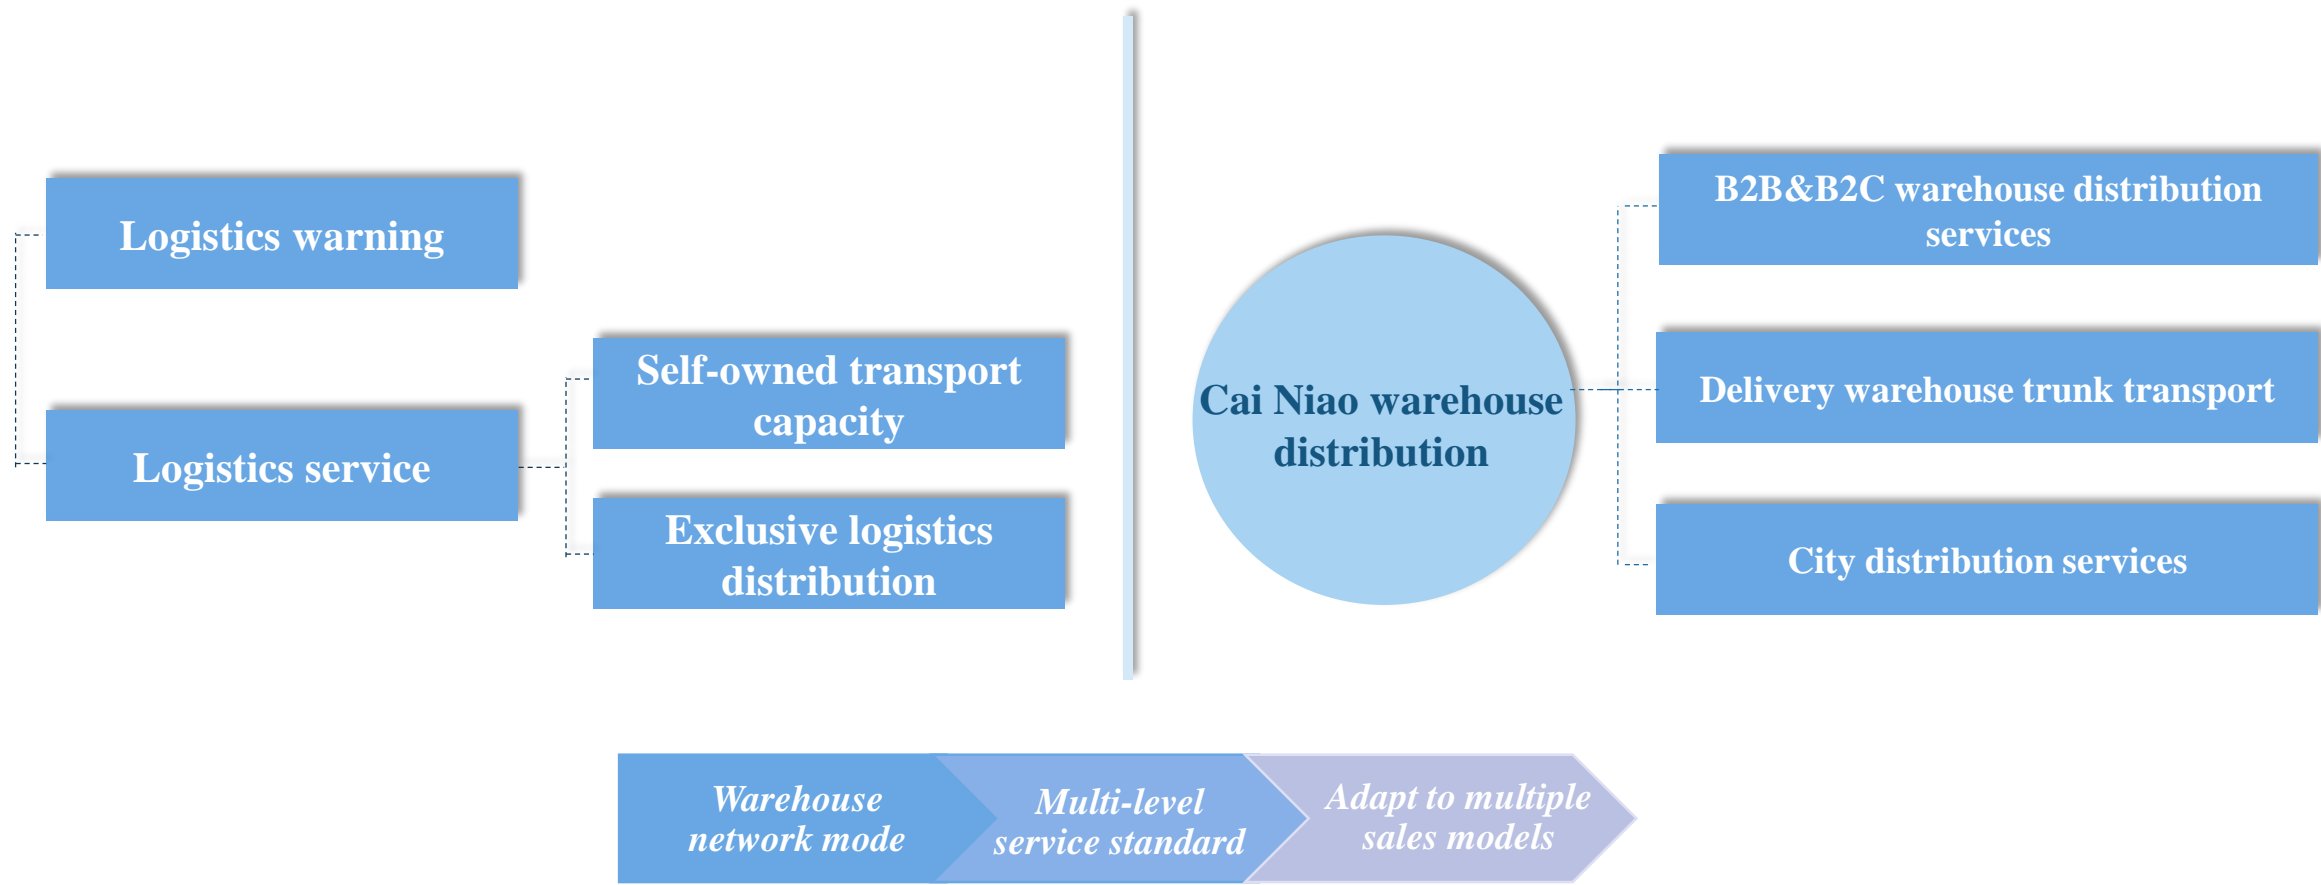 Logistics warning
Logistics service
Self-owned transport
capacity
Exclusive logistics
distribution
Cai Niao warehouse
distribution
B2B&B2C warehouse distribution
services
Delivery warehouse trunk transport
City distribution services
Warehouse
network mode
Multi-level
service standard
Adapt to multiple
sales models